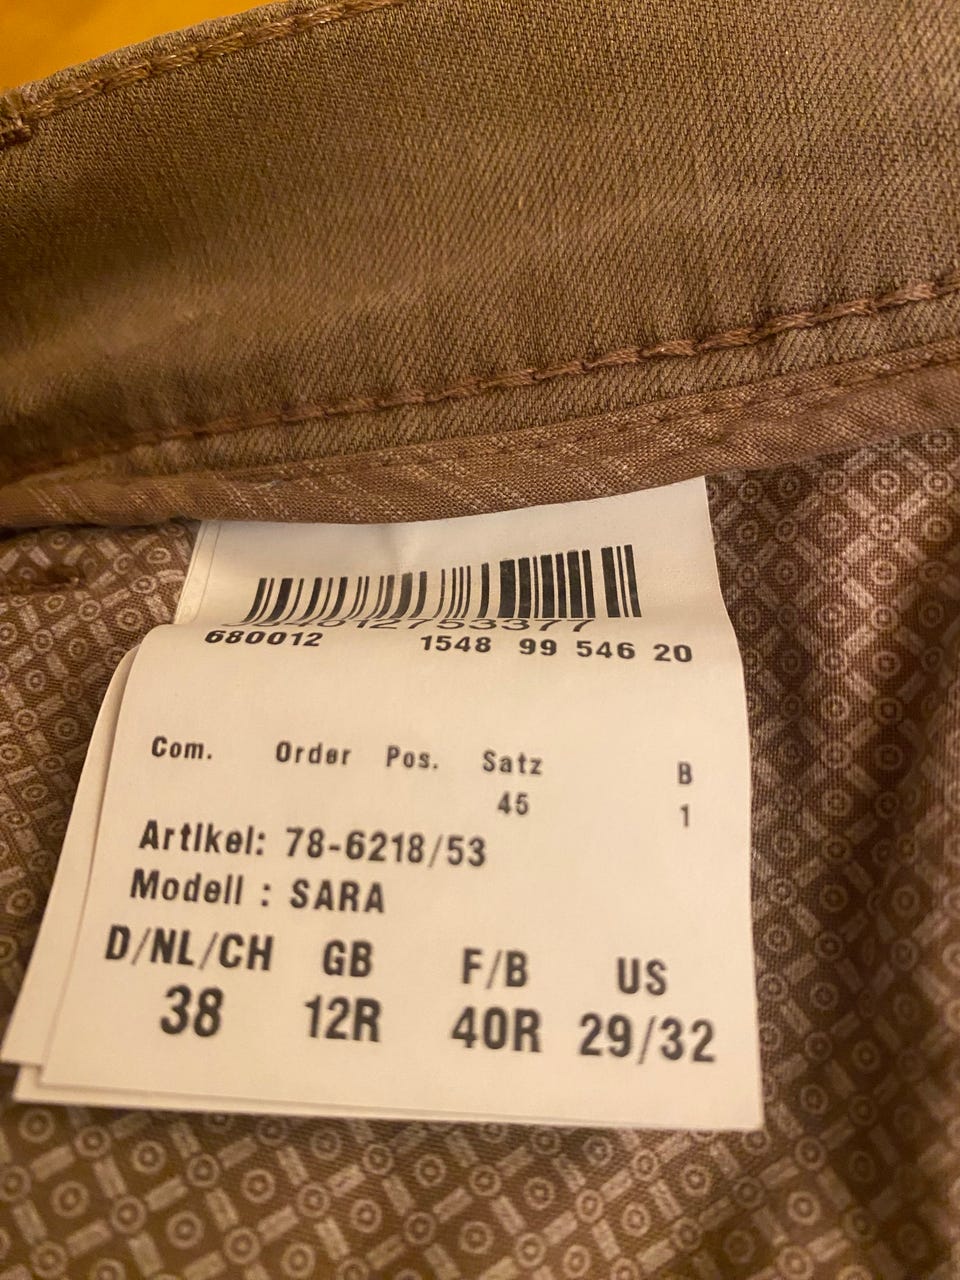 680012 1548 99 546 20
Com. Order Pos. Satz B
45 1
Artikel: 78-6218/53
Modell : SARA
D/NL/CH GB F/B US
38 12R 40R 29/32